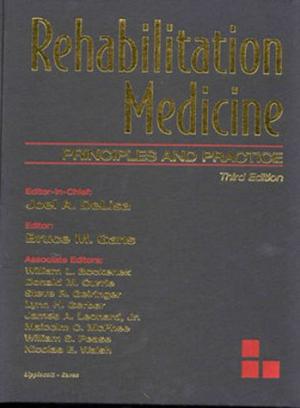 Rehabilitation
Medicine
PRINCIPLES AND PRACTICE
Third Edition
Editor-in-Chief:
Joel A. DeLisa
Editor:
Bruce M. Gans
Associate Editors:
William L. Bockenek
Donald M. Currie
Steve R. Geiringer
Lynn H. Gerber
James A. Leonard, Jr.
Malcolm C. McPhee
William S. Pease
Nicolas E. Walsh
Lippincott - Raven